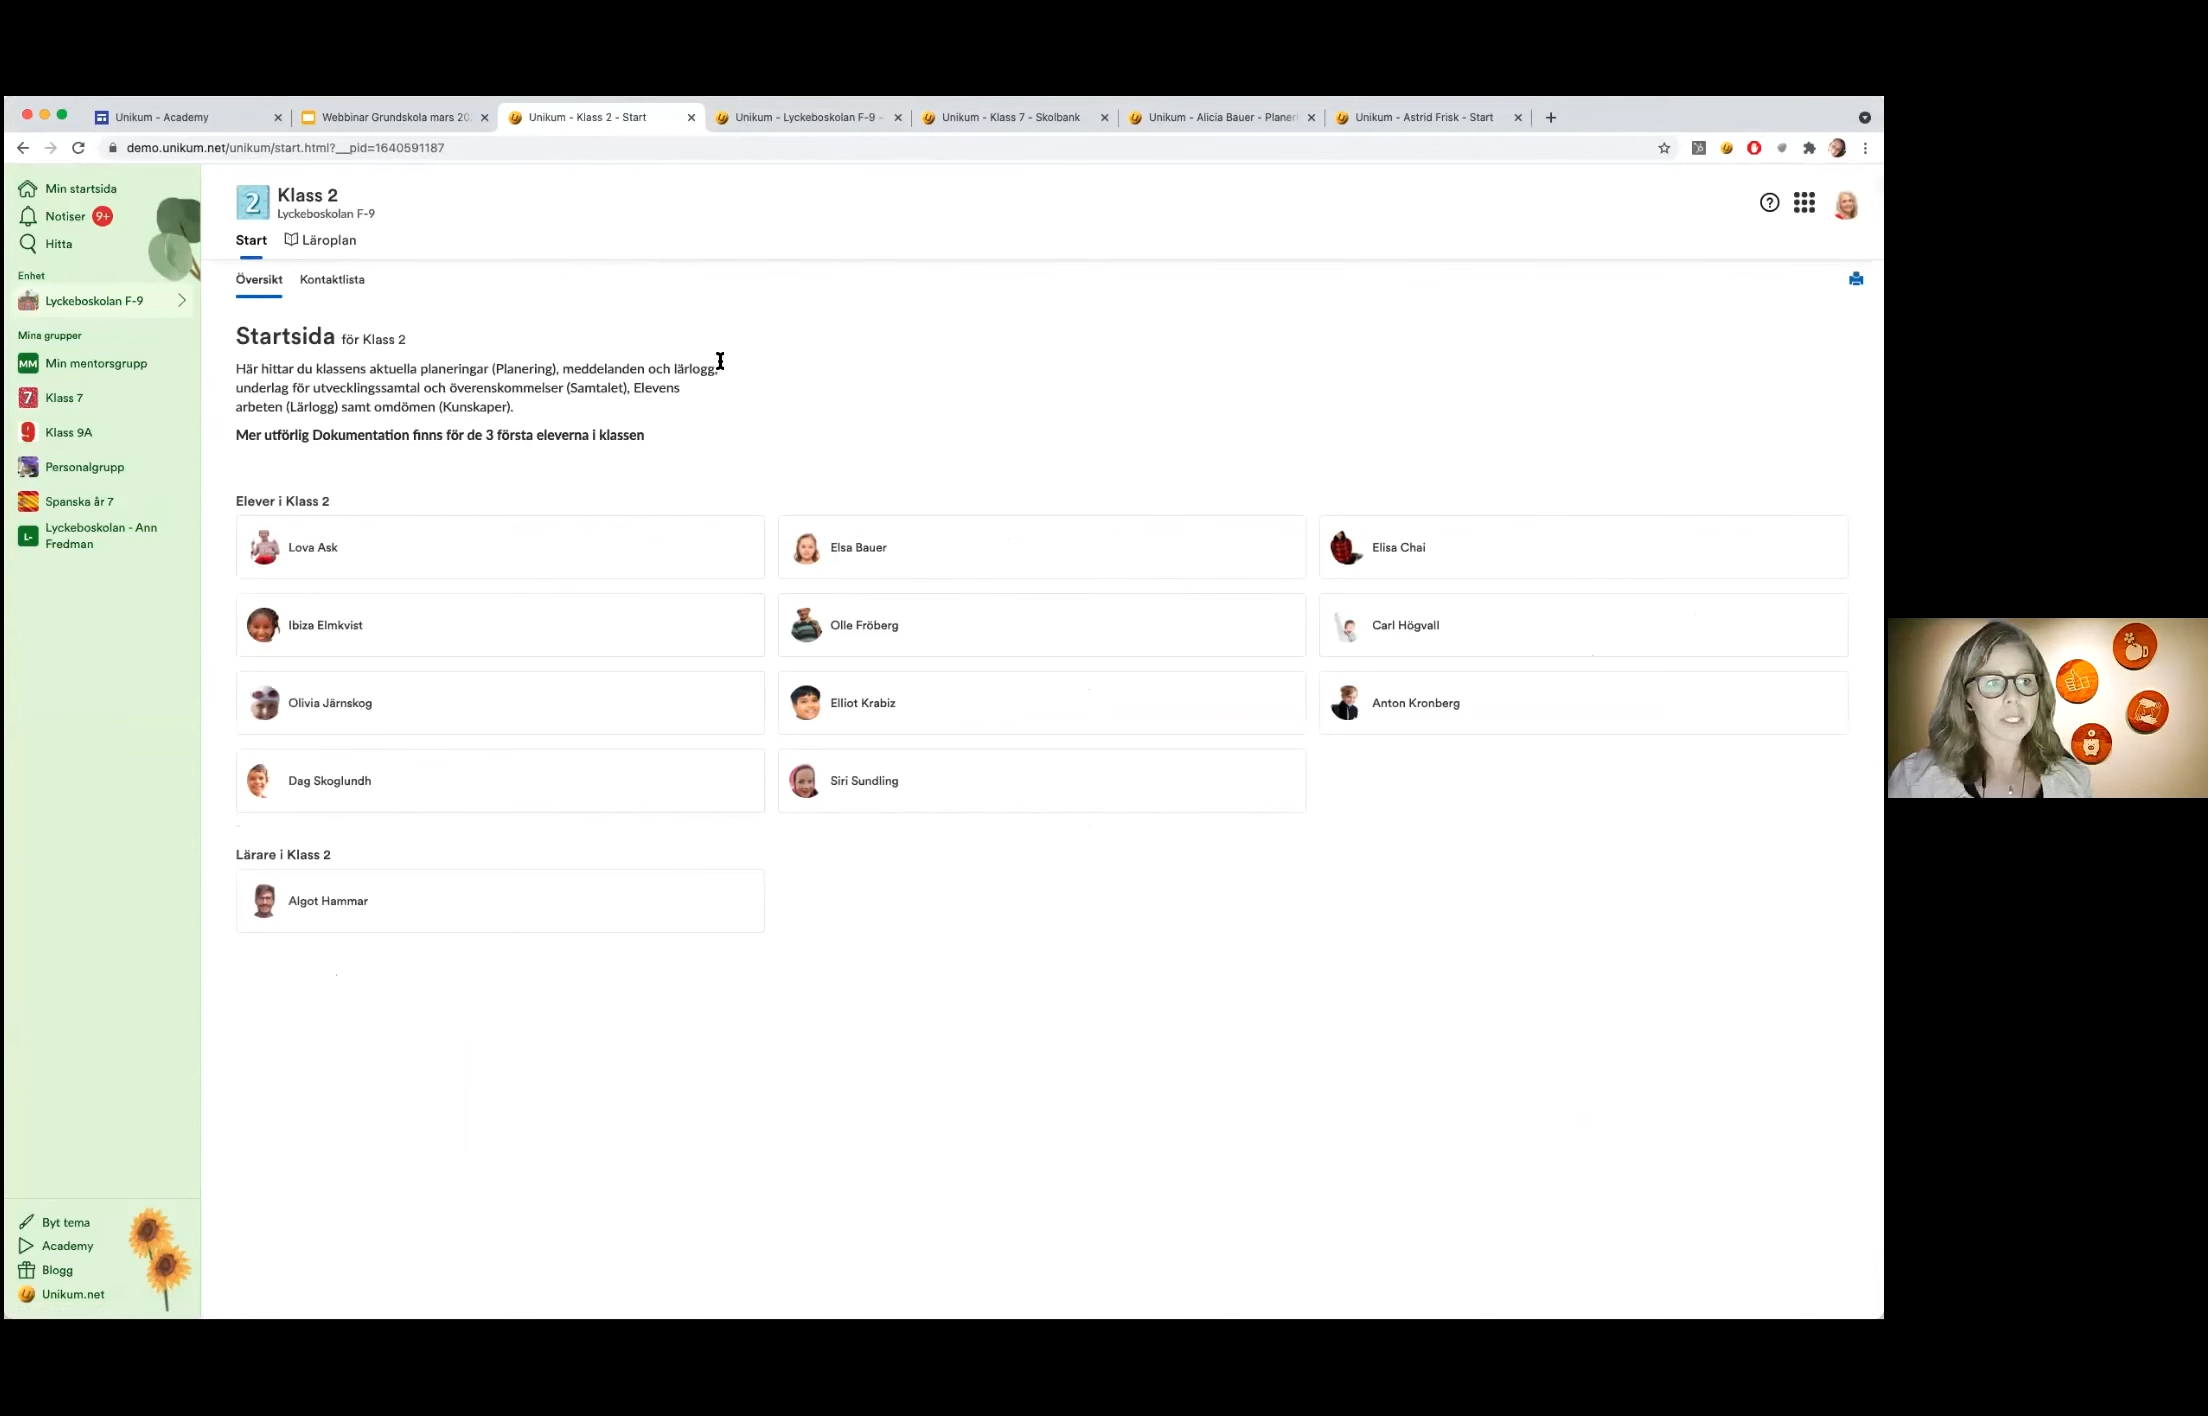 Unikum - Academy
Webbinar Grundskola mars 20
Unikum - Klass 2 - Start
Unikum - Lyckeboskolan F-9 -
Unikum - Klass 7 - Skolbank
Unikum - Alicia Bauer - Planer
Unikum - Astrid Frisk - Start
demo.unikum.net/unikum/start.html?__pid=1640591187
Min startsida
Notiser 9+
Hitta
Enhet
Lyckeboskolan F-9
Mina grupper
MM Min mentorsgrupp
7 Klass 7
9 Klass 9A
Personalgrupp
Spanska år 7
L- Lyckeboskolan - Ann
Fredman
Byt tema
Academy
Blogg
Unikum.net
2
Klass 2
Lyckeboskolan F-9
Start Läroplan
Översikt Kontaktlista
Startsida för Klass 2
Här hittar du klassens aktuella planeringar (Planering), meddelanden och lärlogg,
underlag för utvecklingssamtal och överenskommelser (Samtalet), Elevens
arbeten (Lärlogg) samt omdömen (Kunskaper).
Mer utförlig Dokumentation finns för de 3 första eleverna i klassen
Elever i Klass 2
Lova Ask
Elsa Bauer
Elisa Chai
Ibiza Elmkvist
Olle Fröberg
Carl Högvall
Olivia Järnskog
Elliot Krabiz
Anton Kronberg
Dag Skoglundh
Siri Sundling
Lärare i Klass 2
Algot Hammar